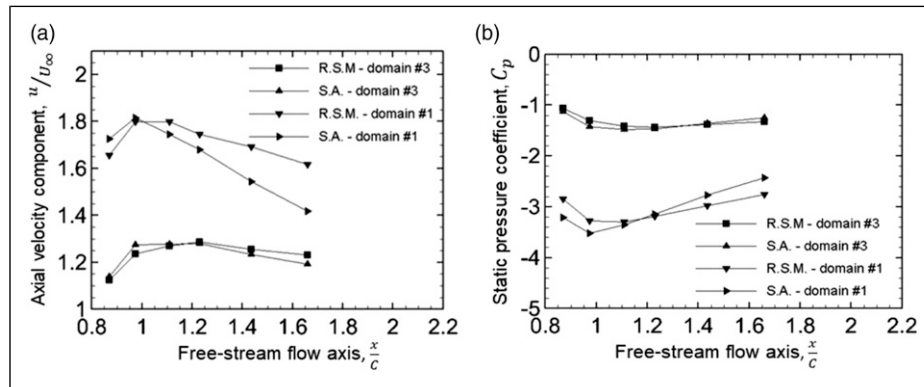 (a)
Axial velocity component, u/υ∞
2
1.8
1.6
1.4
1.2
1
0.8 1 1.2 1.4 1.6 1.8 2 2.2
Free-stream flow axis, x/C
R.S.M - domain #3
S.A. - domain #3
R.S.M. - domain #1
S.A. - domain #1
(b)
Static pressure coefficient, Cp
0
-1
-2
-3
-4
-5
0.8 1 1.2 1.4 1.6 1.8 2 2.2
Free-stream flow axis, x/C
R.S.M - domain #3
S.A. - domain #3
R.S.M. - domain #1
S.A. - domain #1